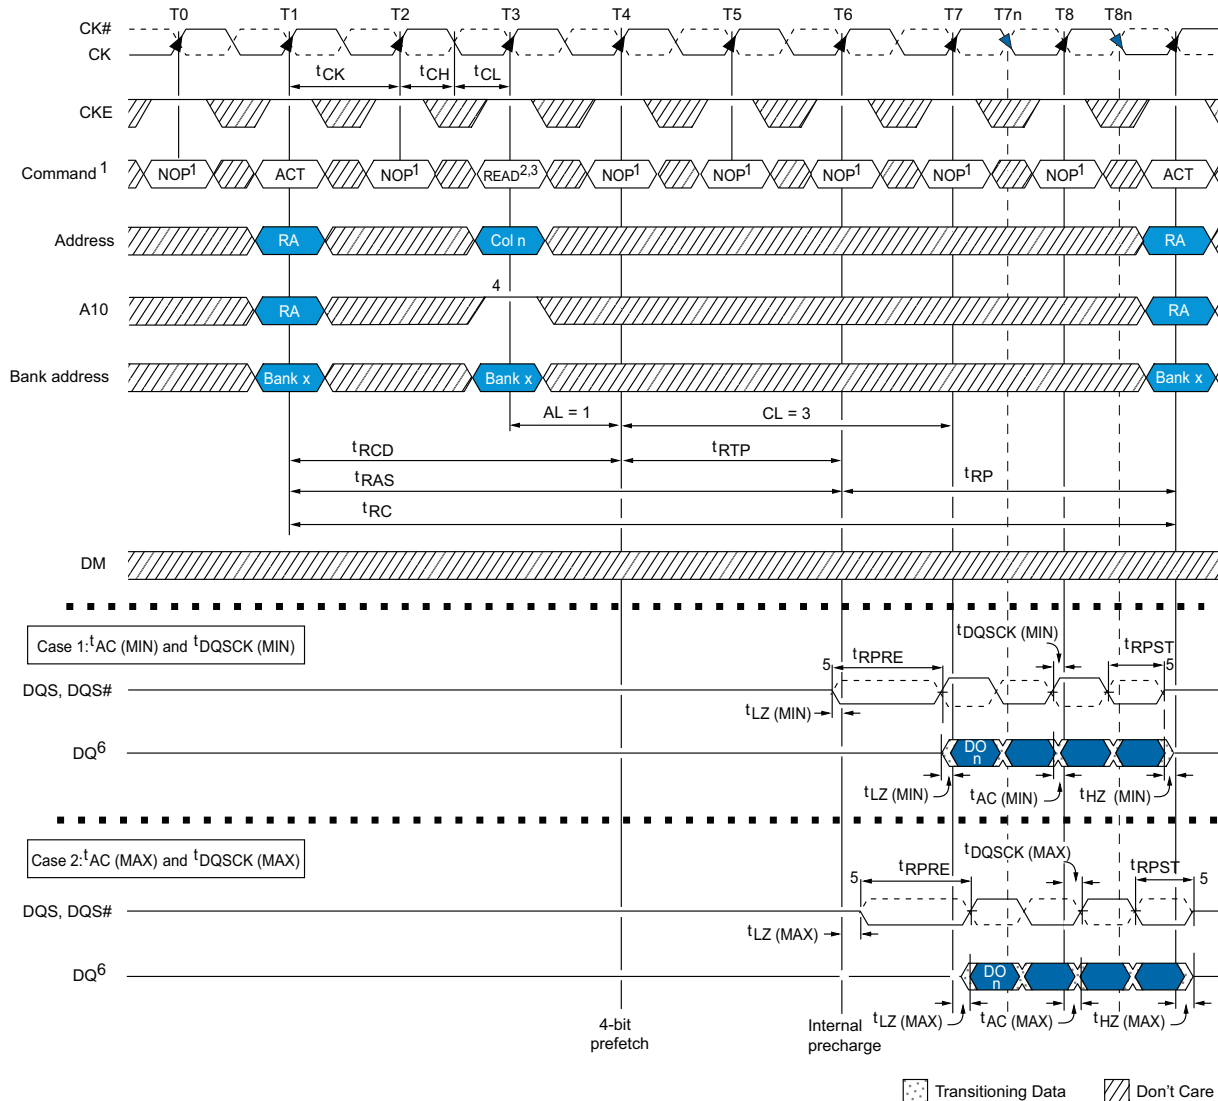 T0 T1 T2 T3 T4 T5 T6 T7 T7n T8 T8n
CK#
CK
tCK tCH tCL
CKE
Command1 NOP1 ACT NOP1 READ2,3 NOP1 NOP1 NOP1 NOP1 NOP1 ACT
Address RA Col n RA
4
A10 RA RA
Bank address Bank x Bank x Bank x
AL = 1 CL = 3
tRCD tRTP
tRAS tRP
tRC
DM
Case 1:tAC (MIN) and tDQSCK (MIN)
tDQSCK (MIN)
5 tRPRE tRPST 5
DQS, DQS#
tLZ (MIN)
DQ6 DO
n
tLZ (MIN) tAC (MIN) tHZ (MIN)
Case 2:tAC (MAX) and tDQSCK (MAX)
tDQSCK (MAX)
5 tRPRE tRPST 5
DQS, DQS#
tLZ (MAX)
DQ6 DO
n
tLZ (MAX) tAC (MAX) tHZ (MAX)
4-bit
prefetch
Internal
precharge
Transitioning Data Don't Care